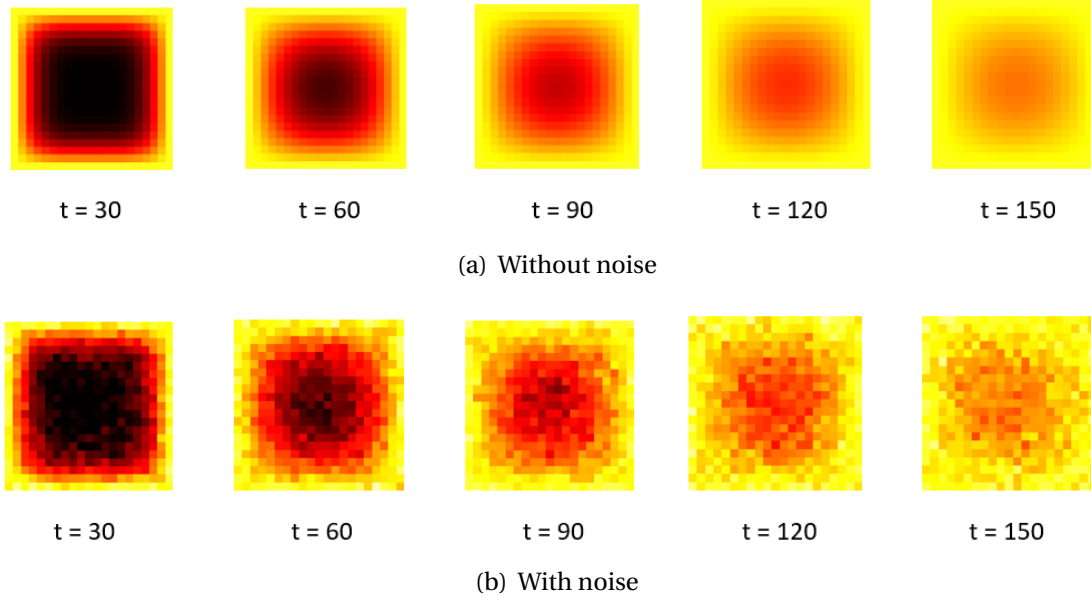 t = 30 t = 60 t = 90 t = 120 t = 150
(a) Without noise
t = 30 t = 60 t = 90 t = 120 t = 150
(b) With noise